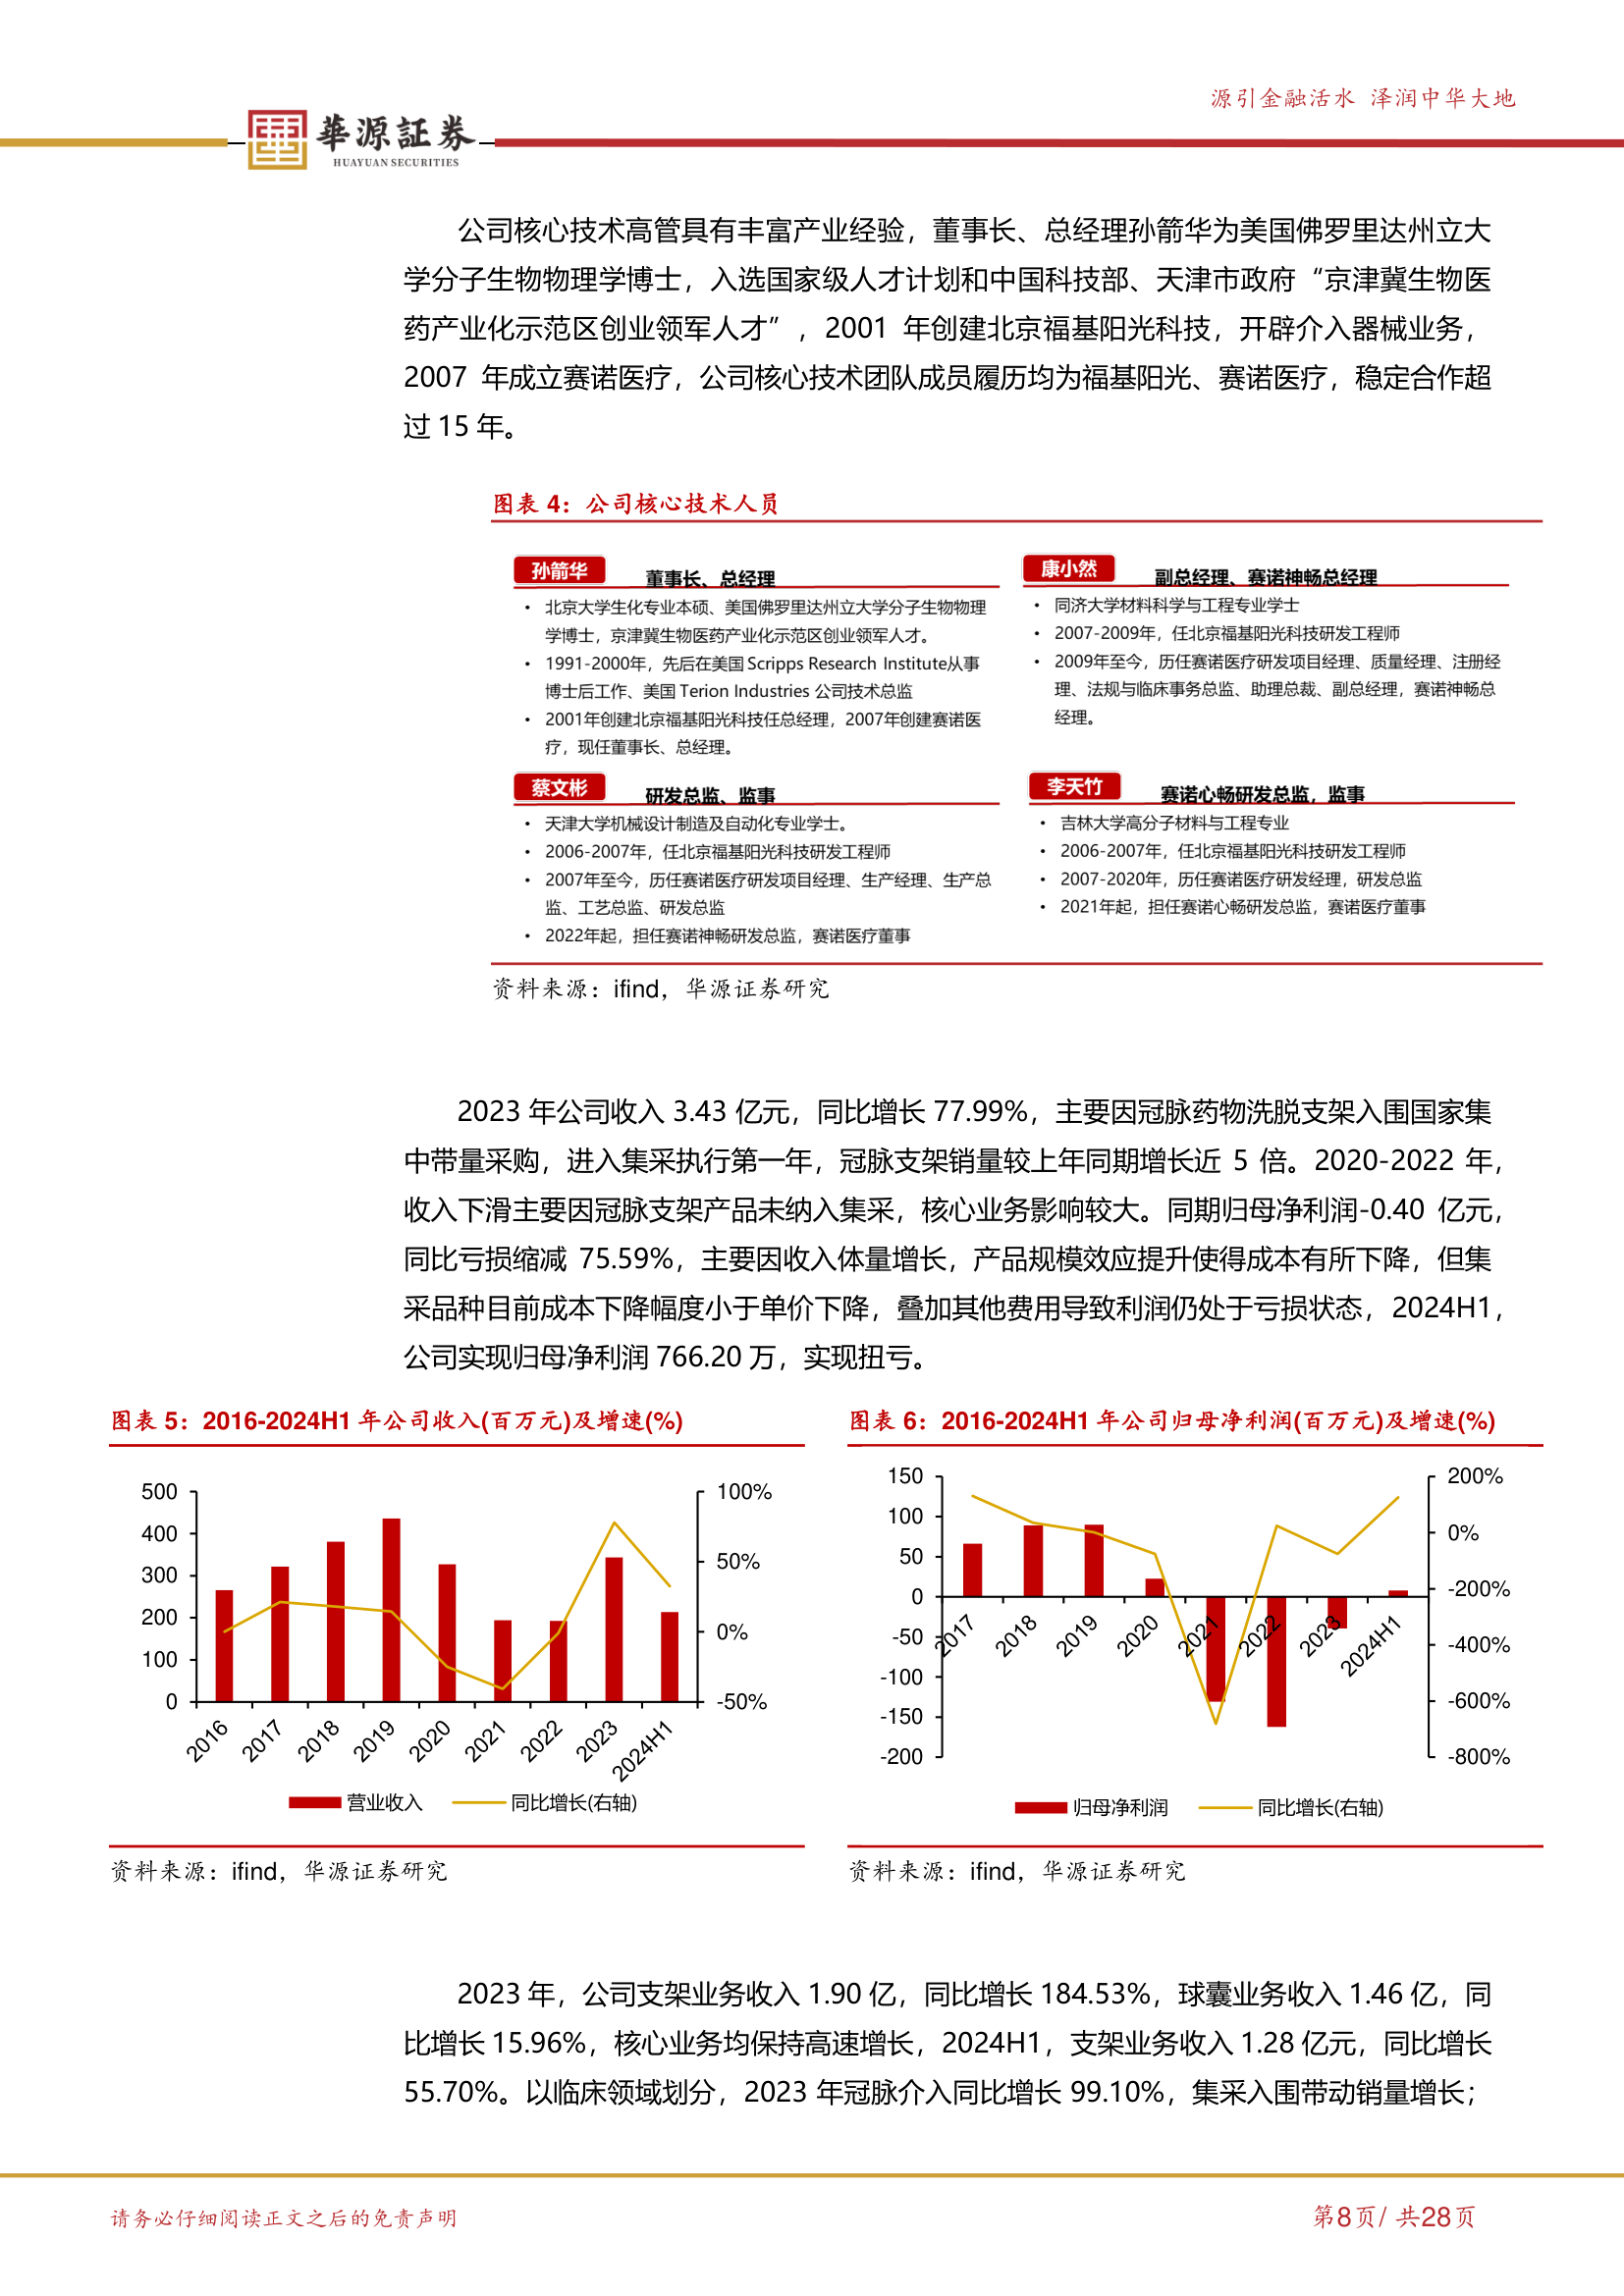 源引金融活水 泽润中华大地
華源証券
HUAYUAN SECURITIES
公司核心技术高管具有丰富产业经验，董事长、总经理孙箭华为美国佛罗里达州立大
学分子生物物理学博士，入选国家级人才计划和中国科技部、天津市政府“京津冀生物医
药产业化示范区创业领军人才”，2001 年创建北京福基阳光科技，开辟介入器械业务，
2007 年成立赛诺医疗，公司核心技术团队成员履历均为福基阳光、赛诺医疗，稳定合作超
过 15 年。
图表 4：公司核心技术人员
孙箭华 董事长、总经理
• 北京大学生化专业本硕、美国佛罗里达州立大学分子生物物理
学博士，京津冀生物医药产业化示范区创业领军人才。
• 1991-2000年，先后在美国Scripps Research Institute从事
博士后工作、美国 Terion Industries 公司技术总监
• 2001年创建北京福基阳光科技任总经理，2007年创建赛诺医
疗，现任董事长、总经理。
康小然 副总经理、赛诺神畅总经理
• 同济大学材料科学与工程专业学士
• 2007-2009年，任北京福基阳光科技研发工程师
• 2009年至今，历任赛诺医疗研发项目经理、质量经理、注册经
理、法规与临床事务总监、助理总裁、副总经理，赛诺神畅总
经理。
蔡文彬 研发总监、监事
• 天津大学机械设计制造及自动化专业学士。
• 2006-2007年，任北京福基阳光科技研发工程师
• 2007年至今，历任赛诺医疗研发项目经理、生产经理、生产总
监、工艺总监、研发总监
• 2022年起，担任赛诺神畅研发总监，赛诺医疗董事
李天竹 赛诺心畅研发总监，监事
• 吉林大学高分子材料与工程专业
• 2006-2007年，任北京福基阳光科技研发工程师
• 2007-2020年，历任赛诺医疗研发经理，研发总监
• 2021年起，担任赛诺心畅研发总监，赛诺医疗董事
资料来源：ifind，华源证券研究
2023 年公司收入 3.43 亿元，同比增长 77.99%，主要因冠脉药物洗脱支架入围国家集
中带量采购，进入集采执行第一年，冠脉支架销量较上年同期增长近 5 倍。2020-2022 年，
收入下滑主要因冠脉支架产品未纳入集采，核心业务影响较大。同期归母净利润-0.40 亿元，
同比亏损缩减 75.59%，主要因收入体量增长，产品规模效应提升使得成本有所下降，但集
采品种目前成本下降幅度小于单价下降，叠加其他费用导致利润仍处于亏损状态，2024H1，
公司实现归母净利润 766.20 万，实现扭亏。
图表 5：2016-2024H1 年公司收入(百万元)及增速(%)
500
400
300
200
100
0
100%
50%
0%
-50%
2016 2017 2018 2019 2020 2021 2022 2023 2024H1
营业收入 同比增长(右轴)
资料来源：ifind，华源证券研究
图表 6：2016-2024H1 年公司归母净利润(百万元)及增速(%)
150
100
50
0
-50
-100
-150
-200
200%
0%
-200%
-400%
-600%
-800%
2017 2018 2019 2020 2021 2022 2023 2024H1
归母净利润 同比增长(右轴)
资料来源：ifind，华源证券研究
2023 年，公司支架业务收入 1.90 亿，同比增长 184.53%，球囊业务收入 1.46 亿，同
比增长 15.96%，核心业务均保持高速增长，2024H1，支架业务收入 1.28 亿元，同比增长
55.70%。以临床领域划分，2023 年冠脉介入同比增长 99.10%，集采入围带动销量增长；
请务必仔细阅读正文之后的免责声明
第8页/ 共28页